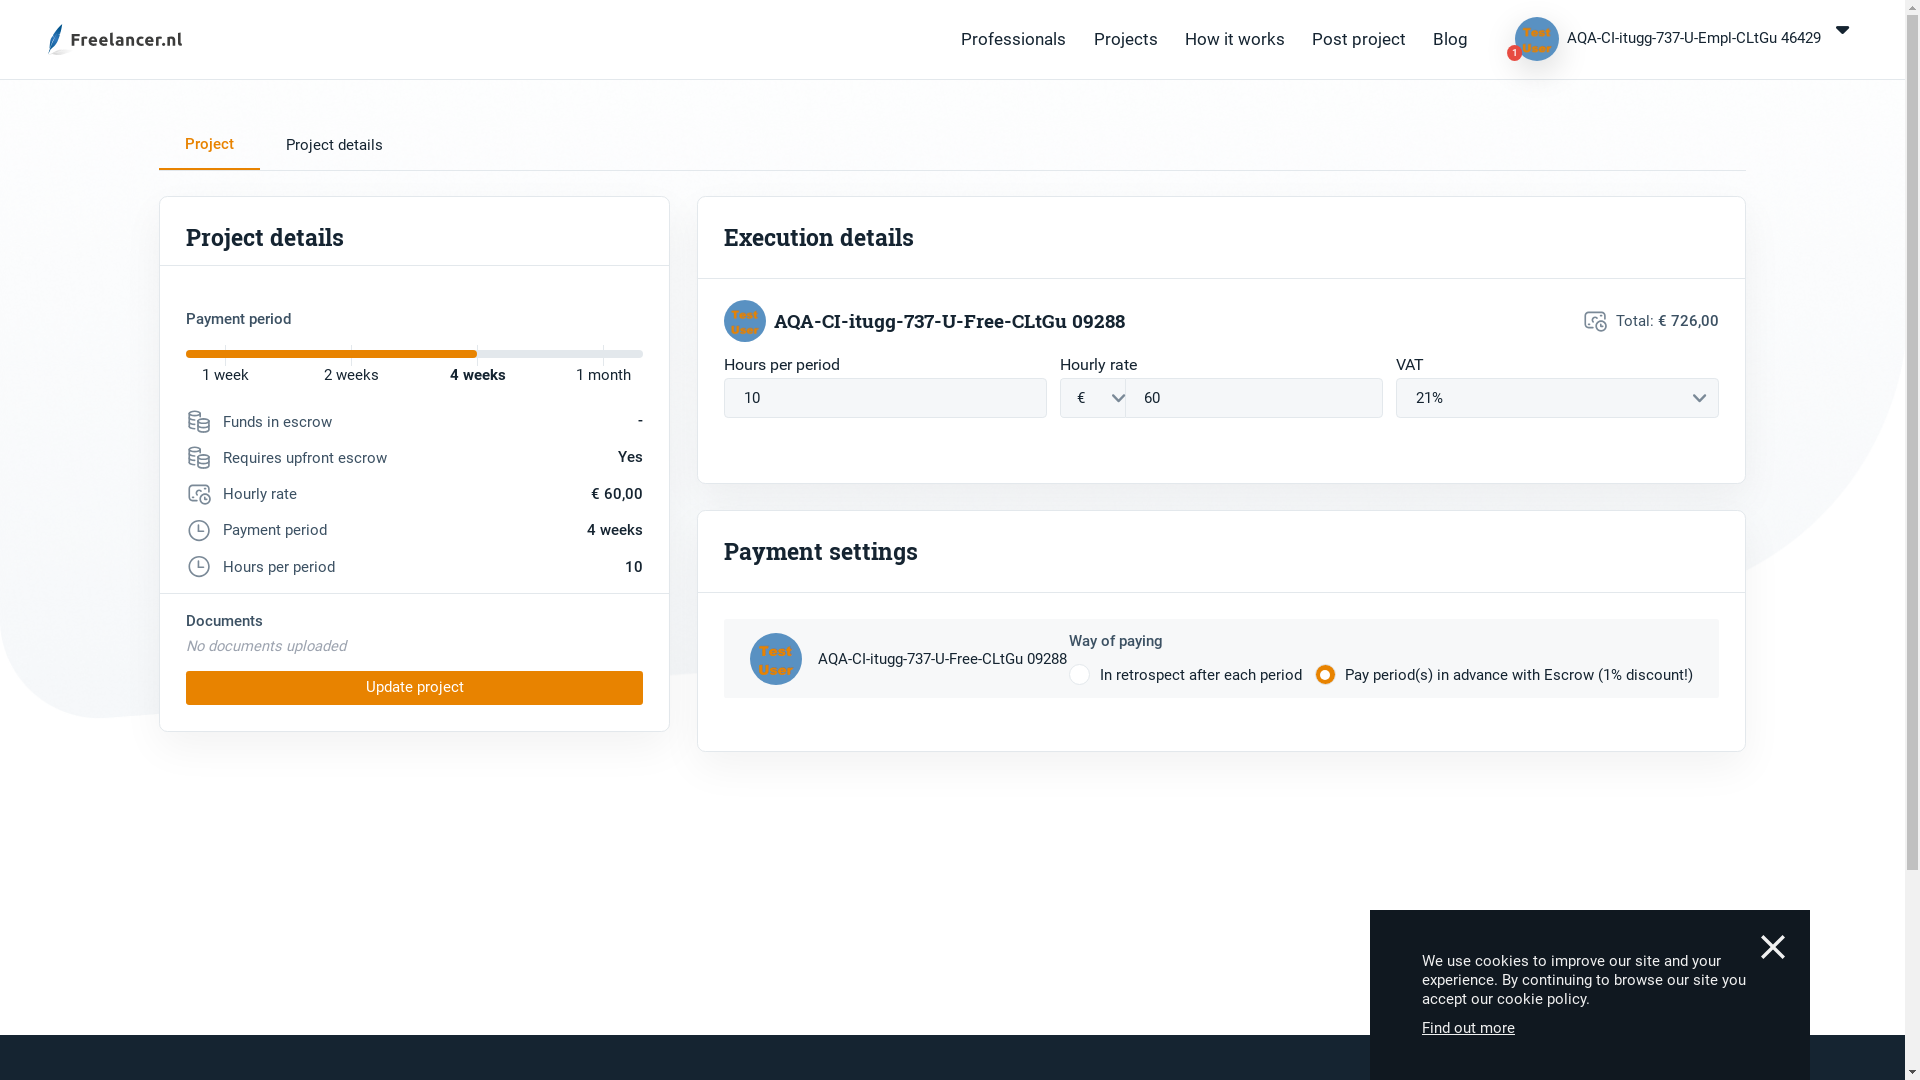 Freelancer.nl
Professionals
Projects
How it works
Post project
Blog
Test User
1
AQA-CI-itugg-737-U-Empl-CLtGu 46429
Project
Project details
Project details
Payment period
1 week
2 weeks
4 weeks
1 month
Funds in escrow -
Requires upfront escrow Yes
Hourly rate € 60,00
Payment period 4 weeks
Hours per period 10
Documents
No documents uploaded
Update project
Execution details
Test User
AQA-CI-itugg-737-U-Free-CLtGu 09288
Total: € 726,00
Hours per period
Hourly rate
VAT
10
€
60
21%
Payment settings
Test User
AQA-CI-itugg-737-U-Free-CLtGu 09288
Way of paying
In retrospect after each period
Pay period(s) in advance with Escrow (1% discount!)
We use cookies to improve our site and your
experience. By continuing to browse our site you
accept our cookie policy.
Find out more